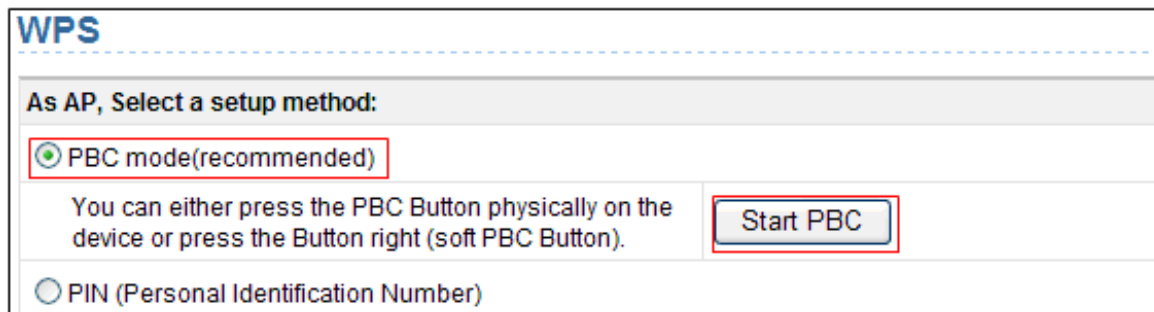 WPS
As AP, Select a setup method:
PBC mode(recommended)
You can either press the PBC Button physically on the
device or press the Button right (soft PBC Button).
Start PBC
PIN (Personal Identification Number)